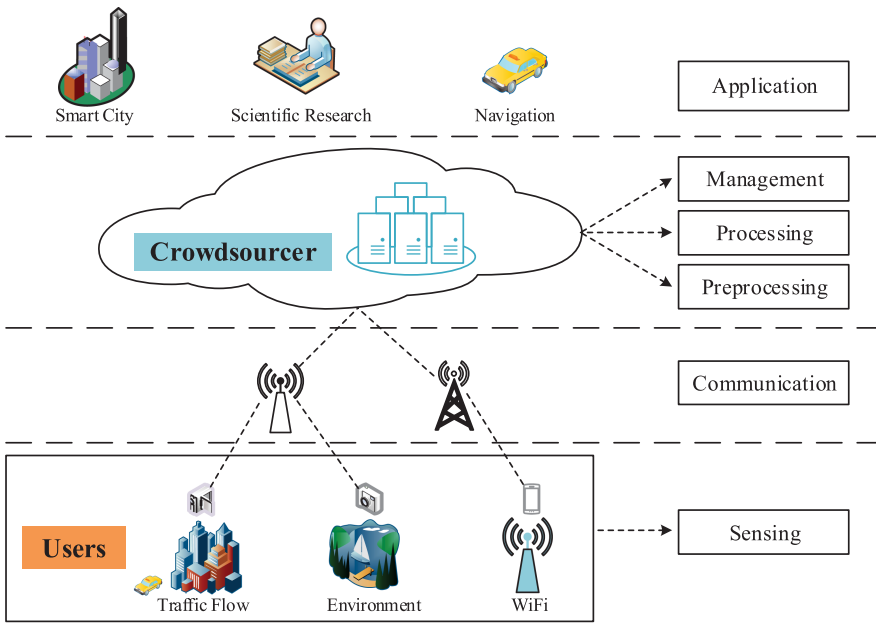 Smart City
Scientific Research
Navigation
Application
Management
Crowdsourcer
Processing
Preprocessing
Communication
Users
Sensing
Traffic Flow
Environment
WiFi